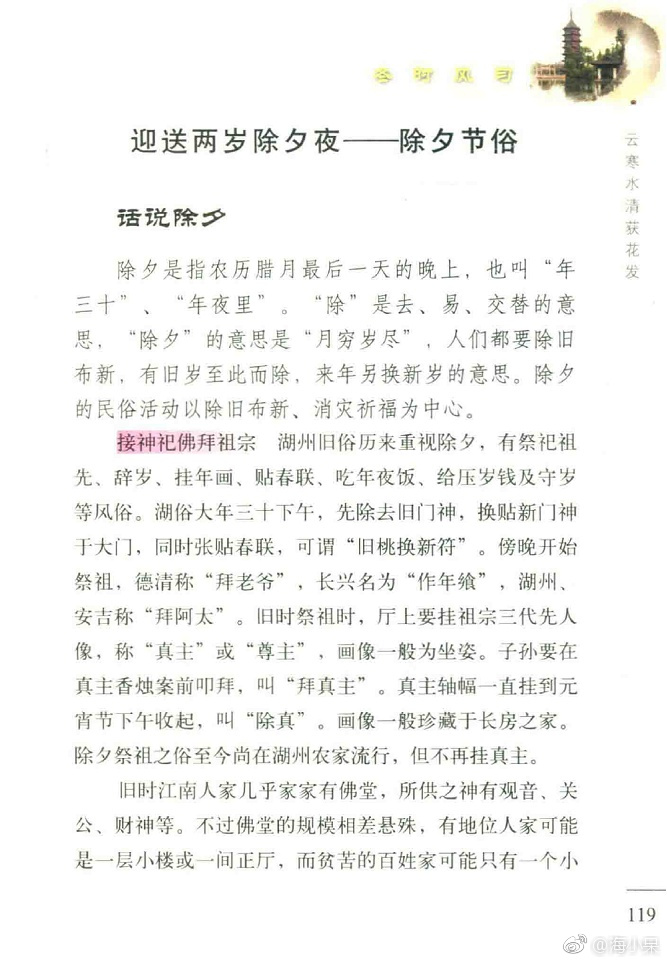 岁时风习
云寒水清荻花发
迎送两岁除夕夜——除夕节俗
话说除夕
除夕是指农历腊月最后一天的晚上，也叫“年
三十”、“年夜里”。“除”是去、易、交替的意
思，“除夕”的意思是“月穷岁尽”，人们都要除旧
布新，有旧岁至此而除，来年另换新岁的意思。除夕
的民俗活动以除旧布新、消灾祈福为中心。
接神祀佛拜祖宗　湖州旧俗历来重视除夕，有祭祀祖
先、辞岁、挂年画、贴春联、吃年夜饭、给压岁钱及守岁
等风俗。湖俗大年三十下午，先除去旧门神，换贴新门神
于大门，同时张贴春联，可谓“旧桃换新符”。傍晚开始
祭祖，德清称“拜老爷”，长兴名为“作年飨”，湖州、
安吉称“拜阿太”。旧时祭祖时，厅上要挂祖宗三代先人
像，称“真主”或“尊主”，画像一般为坐姿。子孙要在
真主香烛案前叩拜，叫“拜真主”。真主轴幅一直挂到元
宵节下午收起，叫“除真”。画像一般珍藏于长房之家。
除夕祭祖之俗至今尚在湖州农家流行，但不再挂真主。
旧时江南人家几乎家家有佛堂，所供之神有观音、关
公、财神等。不过佛堂的规模相差悬殊，有地位人家可能
是一层小楼或一间正厅，而贫苦的百姓家可能只有一个小
119